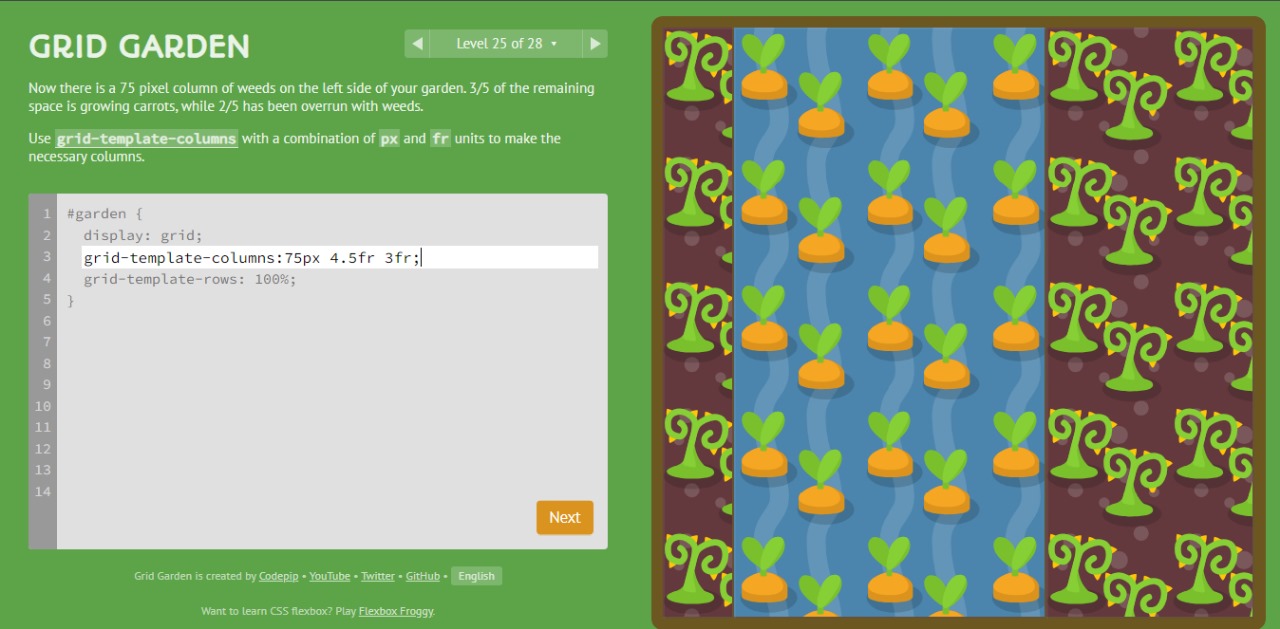 GRID GARDEN
Level 25 of 28
Now there is a 75 pixel column of weeds on the left side of your garden. 3/5 of the remaining
space is growing carrots, while 2/5 has been overrun with weeds.
Use grid-template-columns with a combination of px and fr units to make the
necessary columns.
1 #garden {
2 display: grid;
3 grid-template-columns:75px 4.5fr 3fr;
4 grid-template-rows: 100%;
5 }
6
7
8
9
10
11
12
13
14
Next
Grid Garden is created by Codepip • YouTube • Twitter • GitHub • English
Want to learn CSS flexbox? Play Flexbox Froggy.